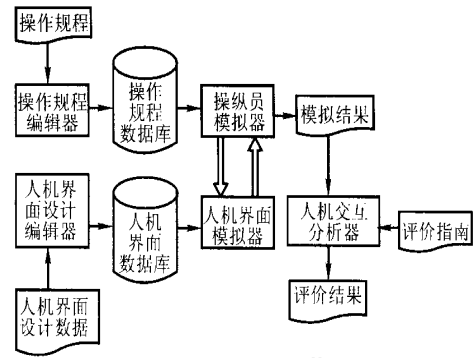 操作规程
操作规程
编辑器
操作
规程
数据库
操纵员
模拟器
模拟结果
人机界
面设计
编辑器
人机
界面
数据库
人机界面
模拟器
人机交互
分析器
评价指南
人机界面
设计数据
评价结果